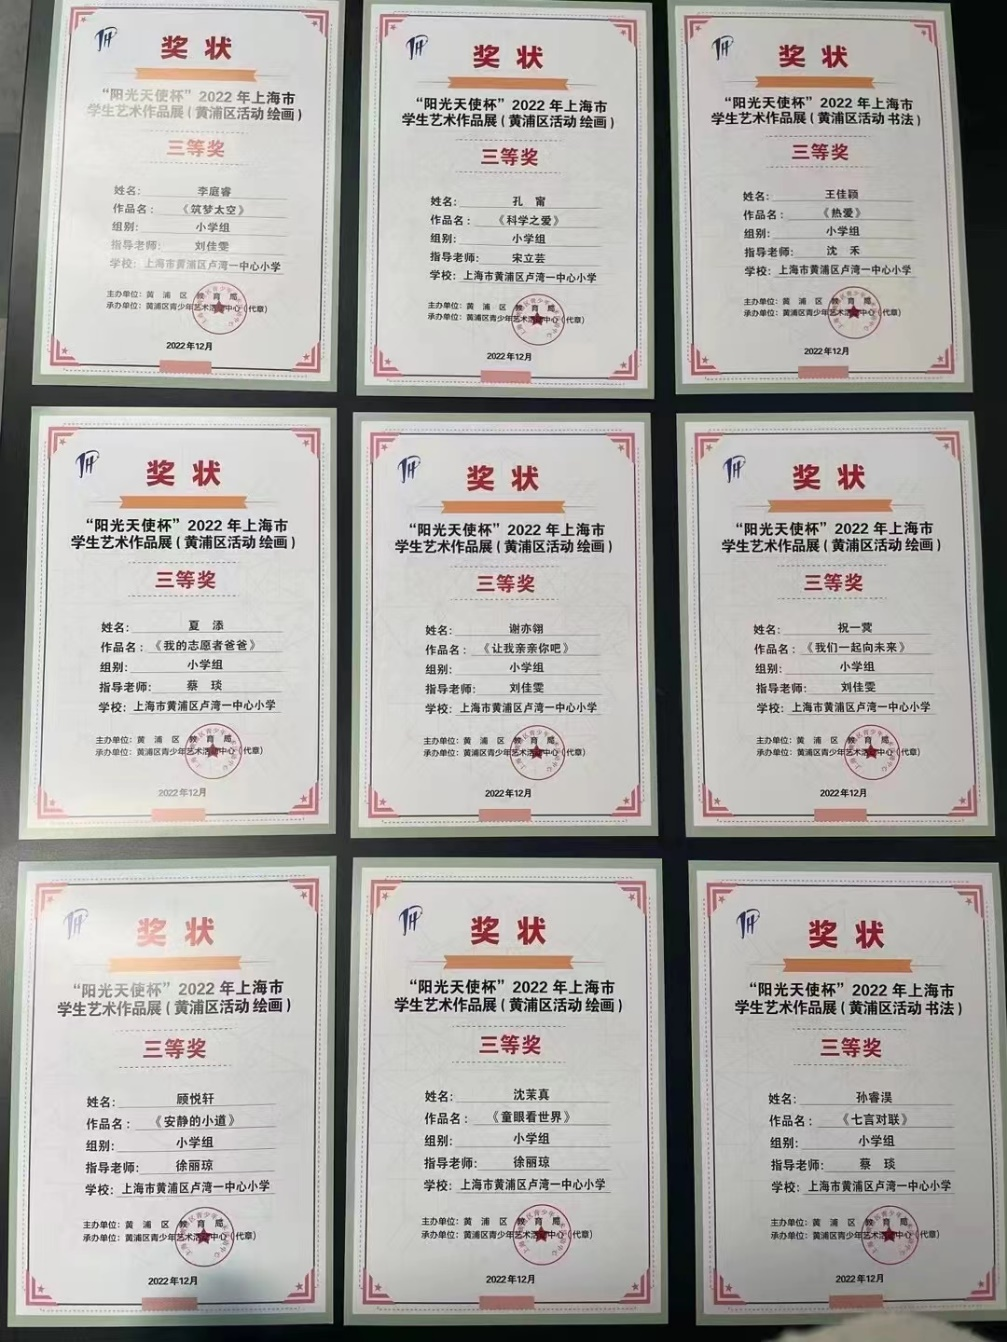 奖 状
“阳光天使杯”2022 年上海市
学生艺术作品展(黄浦区活动 绘画)
三等奖
姓名: 李庭睿
作品名: 《筑梦太空》
组别: 小学组
指导老师: 刘佳雯
学校: 上海市黄浦区卢湾一中心小学
主办单位: 黄 浦 区 教 育 局
承办单位: 黄浦区青少年艺术活动中心(代章)
2022年12月
奖 状
“阳光天使杯”2022 年上海市
学生艺术作品展(黄浦区活动 绘画)
三等奖
姓名: 孔 甯
作品名: 《科学之爱》
组别: 小学组
指导老师: 宋立芸
学校: 上海市黄浦区卢湾一中心小学
主办单位: 黄 浦 区 教 育 局
承办单位: 黄浦区青少年艺术活动中心(代章)
2022年12月
奖 状
“阳光天使杯”2022 年上海市
学生艺术作品展(黄浦区活动 书法)
三等奖
姓名: 王佳颖
作品名: 《热爱》
组别: 小学组
指导老师: 沈 禾
学校: 上海市黄浦区卢湾一中心小学
主办单位: 黄 浦 区 教 育 局
承办单位: 黄浦区青少年艺术活动中心(代章)
2022年12月
奖 状
“阳光天使杯”2022 年上海市
学生艺术作品展(黄浦区活动 绘画)
三等奖
姓名: 夏 添
作品名: 《我的志愿者爸爸》
组别: 小学组
指导老师: 蔡 琰
学校: 上海市黄浦区卢湾一中心小学
主办单位: 黄 浦 区 教 育 局
承办单位: 黄浦区青少年艺术活动中心(代章)
2022年12月
奖 状
“阳光天使杯”2022 年上海市
学生艺术作品展(黄浦区活动 绘画)
三等奖
姓名: 谢亦翎
作品名: 《让我亲亲你吧》
组别: 小学组
指导老师: 刘佳雯
学校: 上海市黄浦区卢湾一中心小学
主办单位: 黄 浦 区 教 育 局
承办单位: 黄浦区青少年艺术活动中心(代章)
2022年12月
奖 状
“阳光天使杯”2022 年上海市
学生艺术作品展(黄浦区活动 绘画)
三等奖
姓名: 祝一
作品名: 《我们一起向未来》
组别: 小学组
指导老师: 刘佳雯
学校: 上海市黄浦区卢湾一中心小学
主办单位: 黄 浦 区 教 育 局
承办单位: 黄浦区青少年艺术活动中心(代章)
2022年12月
奖 状
“阳光天使杯”2022 年上海市
学生艺术作品展(黄浦区活动 绘画)
三等奖
姓名: 顾悦轩
作品名: 《安静的小道》
组别: 小学组
指导老师: 徐丽琼
学校: 上海市黄浦区卢湾一中心小学
主办单位: 黄 浦 区 教 育 局
承办单位: 黄浦区青少年艺术活动中心(代章)
2022年12月
奖 状
“阳光天使杯”2022 年上海市
学生艺术作品展(黄浦区活动 绘画)
三等奖
姓名: 沈茉真
作品名: 《童眼看世界》
组别: 小学组
指导老师: 徐丽琼
学校: 上海市黄浦区卢湾一中心小学
主办单位: 黄 浦 区 教 育 局
承办单位: 黄浦区青少年艺术活动中心(代章)
2022年12月
奖 状
“阳光天使杯”2022 年上海市
学生艺术作品展(黄浦区活动 书法)
三等奖
姓名: 孙睿淏
作品名: 《七言对联》
组别: 小学组
指导老师: 蔡 琰
学校: 上海市黄浦区卢湾一中心小学
主办单位: 黄 浦 区 教 育 局
承办单位: 黄浦区青少年艺术活动中心(代章)
2022年12月